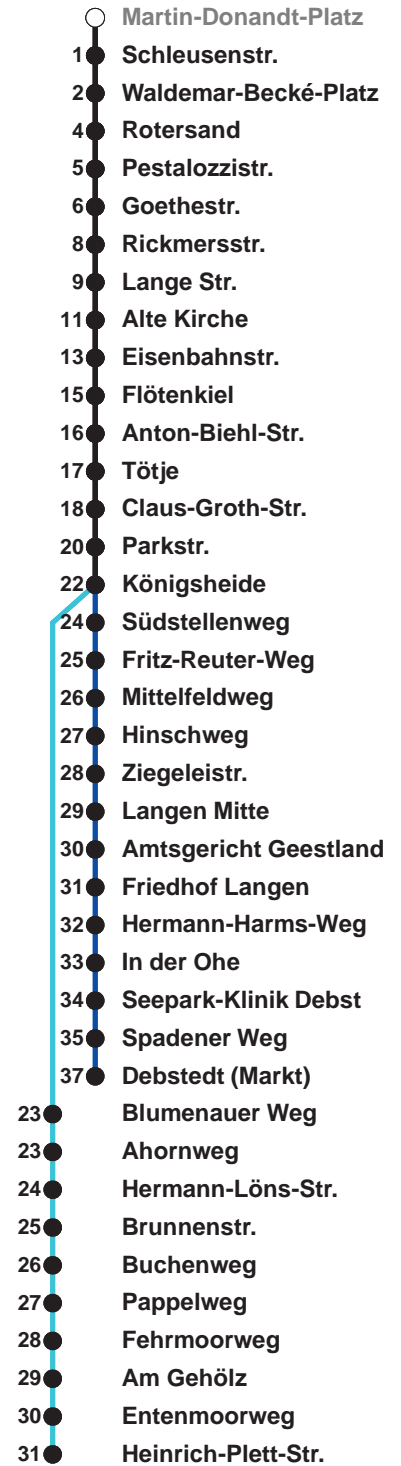 Martin-Donandt-Platz
1 Schleusenstr.
2 Waldemar-Becké-Platz
4 Rotersand
5 Pestalozzistr.
6 Goethestr.
8 Rickmersstr.
9 Lange Str.
11 Alte Kirche
13 Eisenbahnstr.
15 Flötenkiel
16 Anton-Biehl-Str.
17 Tötje
18 Claus-Groth-Str.
20 Parkstr.
22 Königsheide
24 Südstellenweg
25 Fritz-Reuter-Weg
26 Mittelfeldweg
27 Hinschweg
28 Ziegeleistr.
29 Langen Mitte
30 Amtsgericht Geestland
31 Friedhof Langen
32 Hermann-Harms-Weg
33 In der Ohe
34 Seepark-Klinik Debst
35 Spadener Weg
37 Debstedt (Markt)
23 Blumenauer Weg
23 Ahornweg
24 Hermann-Löns-Str.
25 Brunnenstr.
26 Buchenweg
27 Pappelweg
28 Fehrmoorweg
29 Am Gehölz
30 Entenmoorweg
31 Heinrich-Plett-Str.